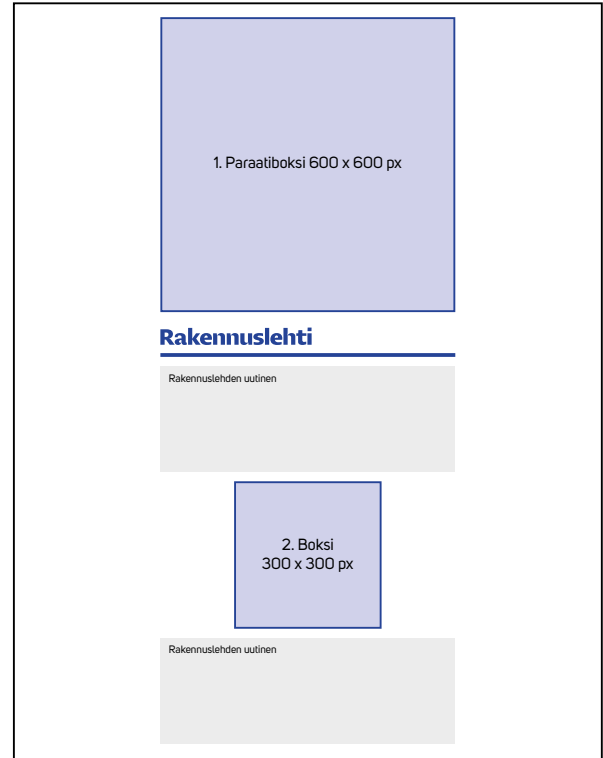 1. Paraatiboksi 600 x 600 px
Rakennuslehti
Rakennuslehden uutinen
2. Boksi
300 x 300 px
Rakennuslehden uutinen